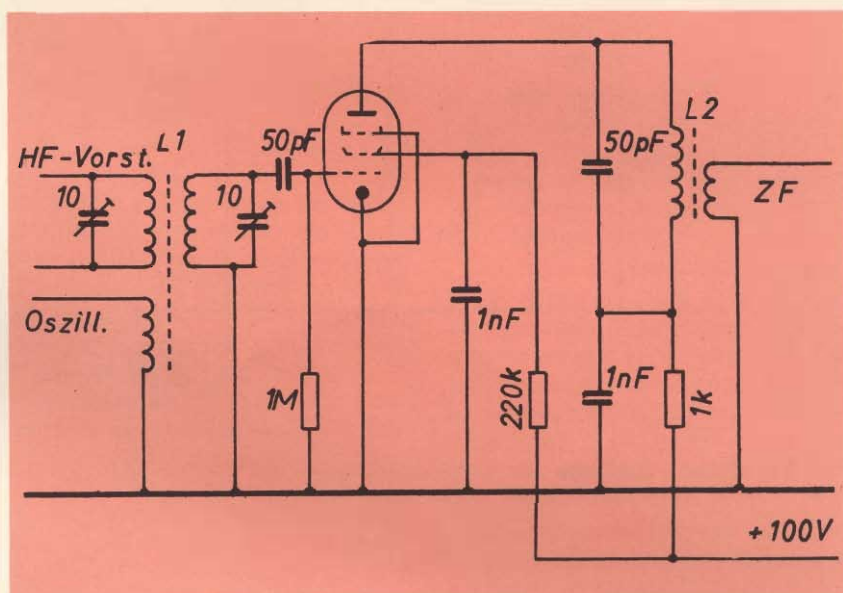 HF-Vorst.
L1
10
10
50pF
50pF
L2
ZF
Oszill.
1nF
1M
220k
1nF
1k
+100V